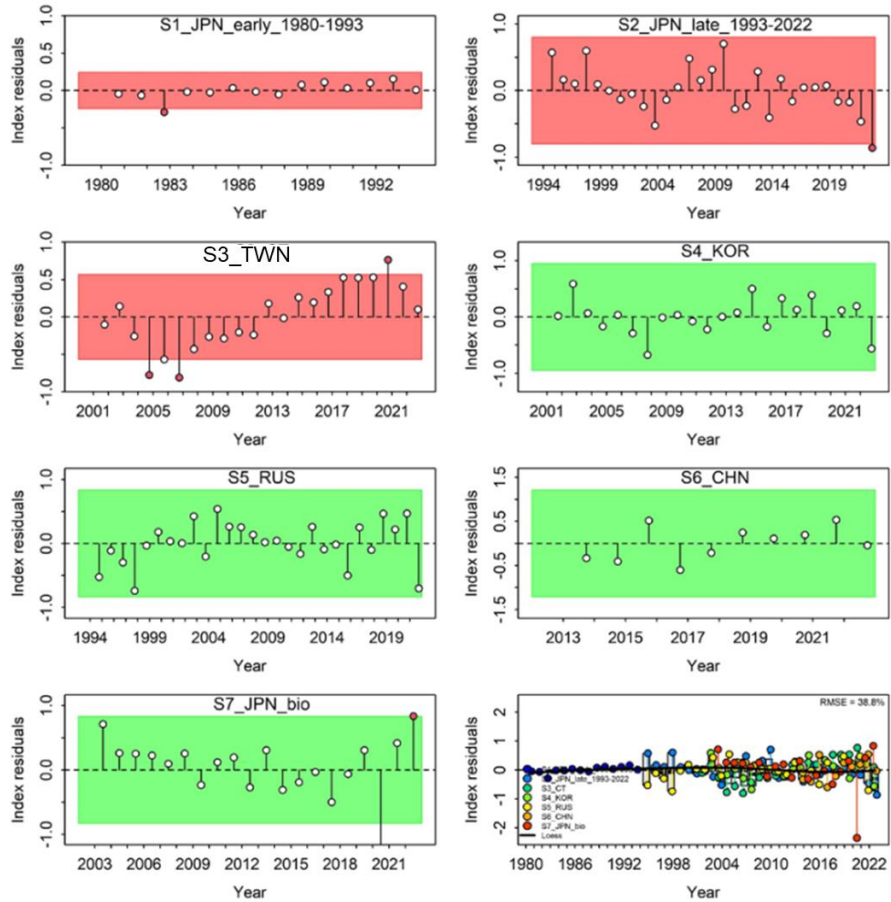 S1_JPN_early_1980-1993
Index residuals
1.0
0.5
0.0
-1.0
1980 1983 1986 1989 1992
Year
S2_JPN_late_1993-2022
Index residuals
1.0
0.0
-1.0
1994 1999 2004 2009 2014 2019
Year
S3_TWN
Index residuals
1.0
0.5
0.0
-1.0
2001 2005 2009 2013 2017 2021
Year
S4_KOR
Index residuals
1.0
0.0
-1.0
2001 2005 2009 2013 2017 2021
Year
S5_RUS
Index residuals
1.0
0.0
-1.0
1994 1999 2004 2009 2014 2019
Year
S6_CHN
Index residuals
1.5
0.5
-0.5
-1.5
2013 2015 2017 2019 2021
Year
S7_JPN_bio
Index residuals
1.0
0.0
-1.0
2003 2006 2009 2012 2015 2018 2021
Year
RMSE = 38.8%
Index residuals
2
1
0
-1
-2
JPN_late_1993-2022
S3_CT
S4_KOR
S5_RUS
S6_CHN
S7_JPN_bio
Loess
1980 1986 1992 1998 2004 2010 2016 2022
Year